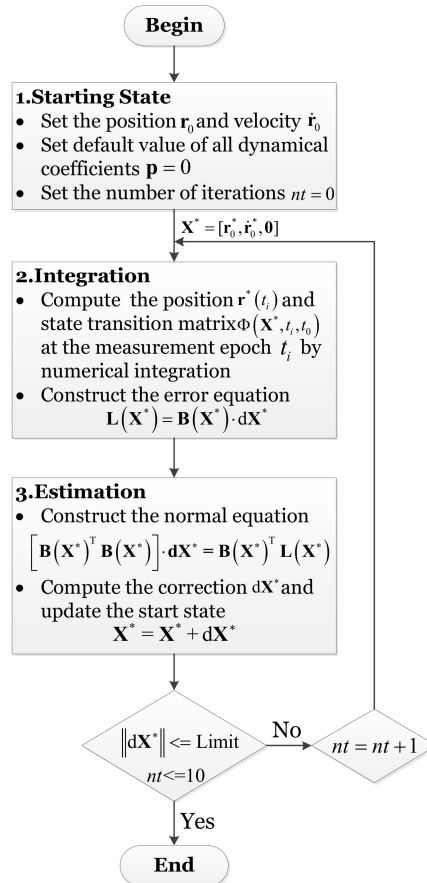 Begin
1.Starting State
• Set the position r₀ and velocity ṙ₀
• Set default value of all dynamical
coefficients p = 0
• Set the number of iterations nt = 0
X* = [r₀*, ṙ₀*, 0]
2.Integration
• Compute the position r*(tᵢ) and
state transition matrix Φ(X*, tᵢ, t₀)
at the measurement epoch tᵢ by
numerical integration
• Construct the error equation
L(X*) = B(X*)·dX*
3.Estimation
• Construct the normal equation
[B(X*)ᵀ B(X*)]·dX* = B(X*)ᵀ L(X*)
• Compute the correction dX* and
update the start state
X* = X* + dX*
‖dX*‖ <= Limit
nt<=10
No
nt = nt +1
Yes
End